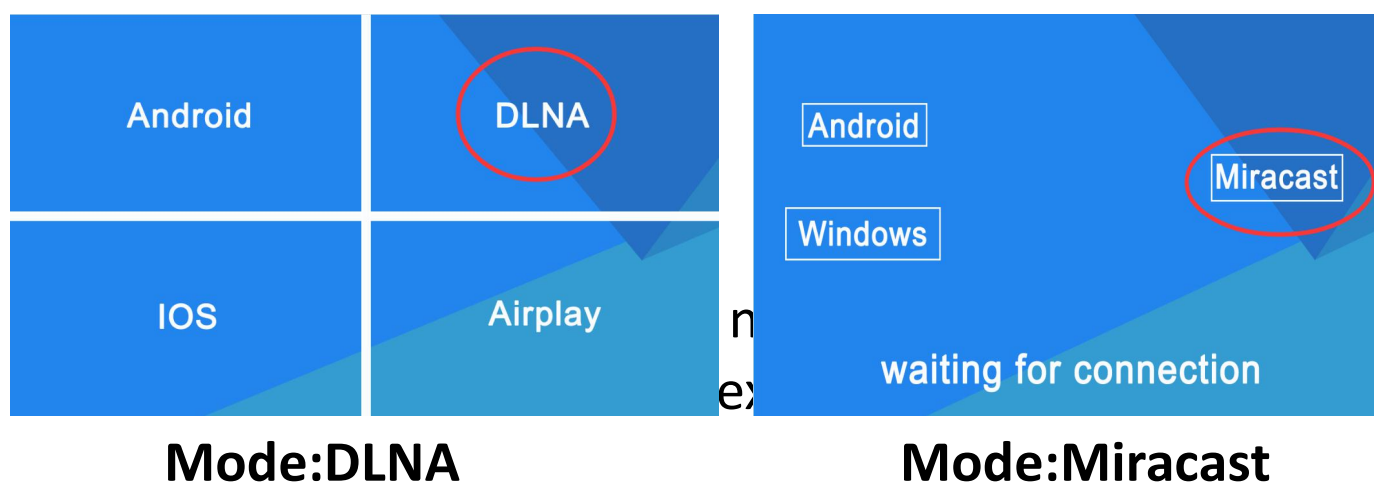 Android
DLNA
IOS
Airplay
Mode:DLNA
Android
Windows
Miracast
waiting for connection
Mode:Miracast